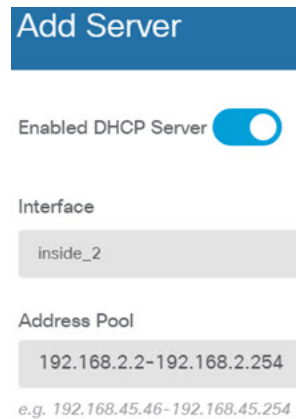 Add Server
Enabled DHCP Server
Interface
inside_2
Address Pool
192.168.2.2-192.168.2.254
e.g. 192.168.45.46-192.168.45.254